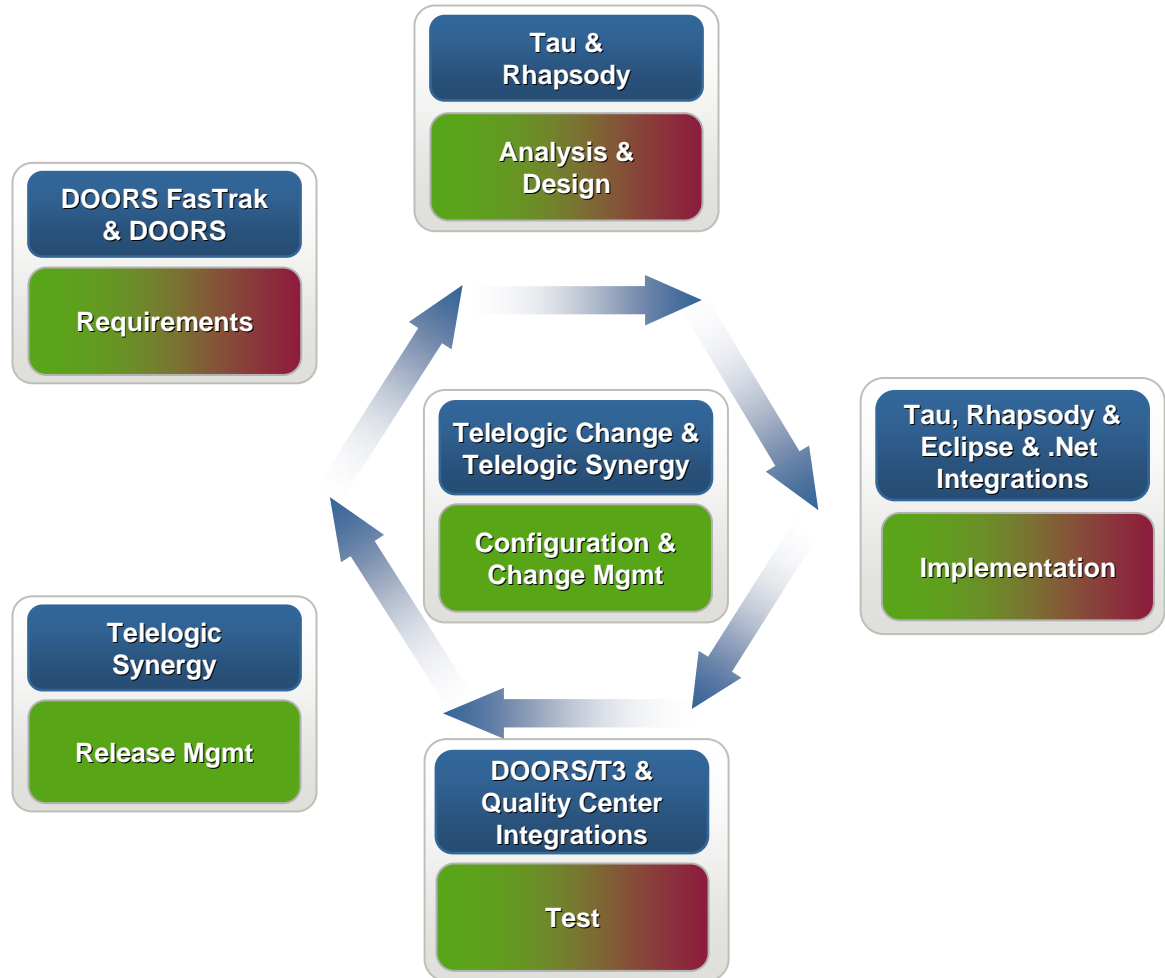 Tau &
Rhapsody
Analysis &
Design
DOORS FasTrak
& DOORS
Requirements
Telelogic Change &
Telelogic Synergy
Configuration &
Change Mgmt
Tau, Rhapsody &
Eclipse & .Net
Integrations
Implementation
Telelogic
Synergy
Release Mgmt
DOORS/T3 &
Quality Center
Integrations
Test